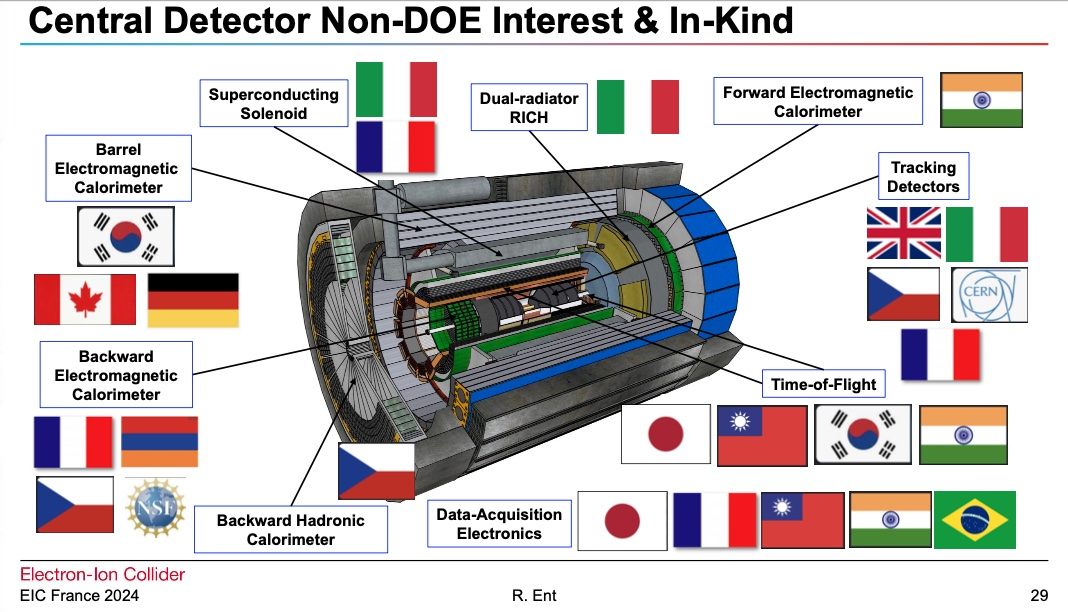 Central Detector Non-DOE Interest & In-Kind
Superconducting
Solenoid
Dual-radiator
RICH
Forward Electromagnetic
Calorimeter
Barrel
Electromagnetic
Calorimeter
Tracking
Detectors
CERN
Backward
Electromagnetic
Calorimeter
Time-of-Flight
NSF
Backward Hadronic
Calorimeter
Data-Acquisition
Electronics
Electron-Ion Collider
EIC France 2024
R. Ent
29